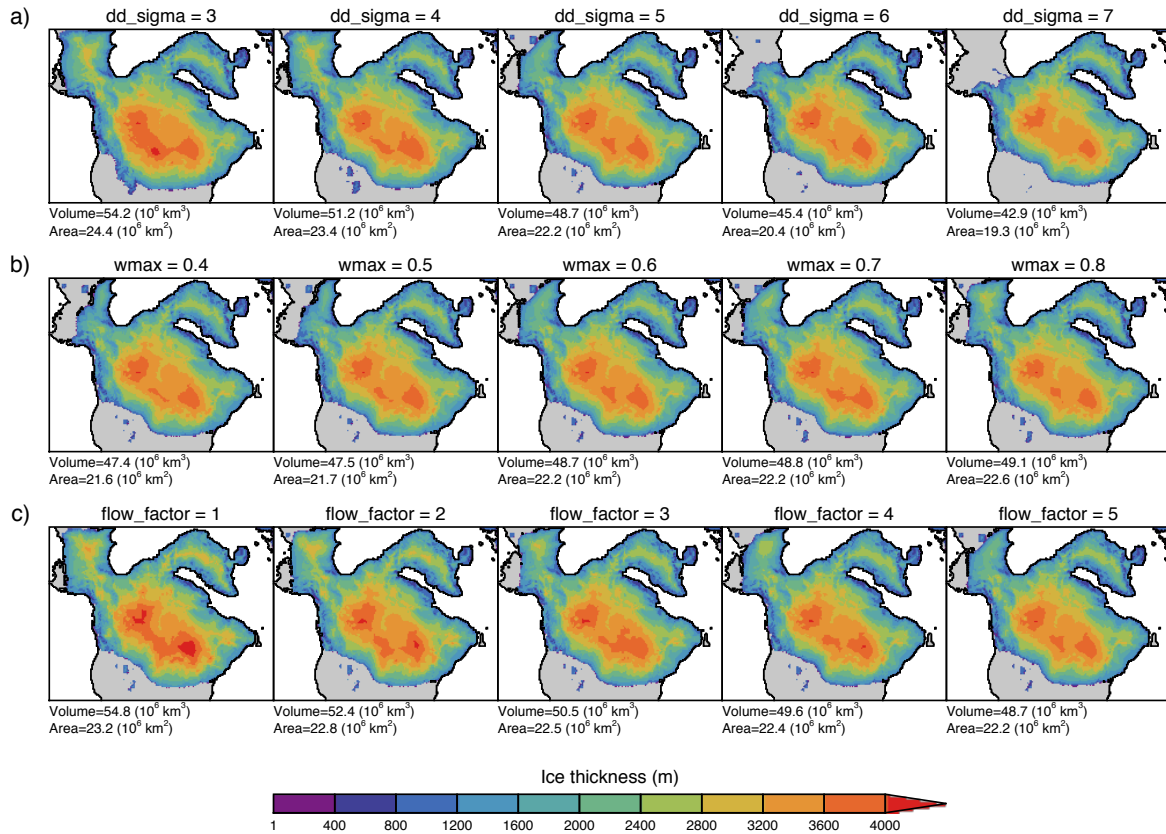 a)
dd_sigma = 3 dd_sigma = 4 dd_sigma = 5 dd_sigma = 6 dd_sigma = 7
Volume=54.2 (10⁶ km³) Volume=51.2 (10⁶ km³) Volume=48.7 (10⁶ km³) Volume=45.4 (10⁶ km³) Volume=42.9 (10⁶ km³)
Area=24.4 (10⁶ km²) Area=23.4 (10⁶ km²) Area=22.2 (10⁶ km²) Area=20.4 (10⁶ km²) Area=19.3 (10⁶ km²)
b)
wmax = 0.4 wmax = 0.5 wmax = 0.6 wmax = 0.7 wmax = 0.8
Volume=47.4 (10⁶ km³) Volume=47.5 (10⁶ km³) Volume=48.7 (10⁶ km³) Volume=48.8 (10⁶ km³) Volume=49.1 (10⁶ km³)
Area=21.6 (10⁶ km²) Area=21.7 (10⁶ km²) Area=22.2 (10⁶ km²) Area=22.2 (10⁶ km²) Area=22.6 (10⁶ km²)
c)
flow_factor = 1 flow_factor = 2 flow_factor = 3 flow_factor = 4 flow_factor = 5
Volume=54.8 (10⁶ km³) Volume=52.4 (10⁶ km³) Volume=50.5 (10⁶ km³) Volume=49.6 (10⁶ km³) Volume=48.7 (10⁶ km³)
Area=23.2 (10⁶ km²) Area=22.8 (10⁶ km²) Area=22.5 (10⁶ km²) Area=22.4 (10⁶ km²) Area=22.2 (10⁶ km²)
Ice thickness (m)
1 400 800 1200 1600 2000 2400 2800 3200 3600 4000